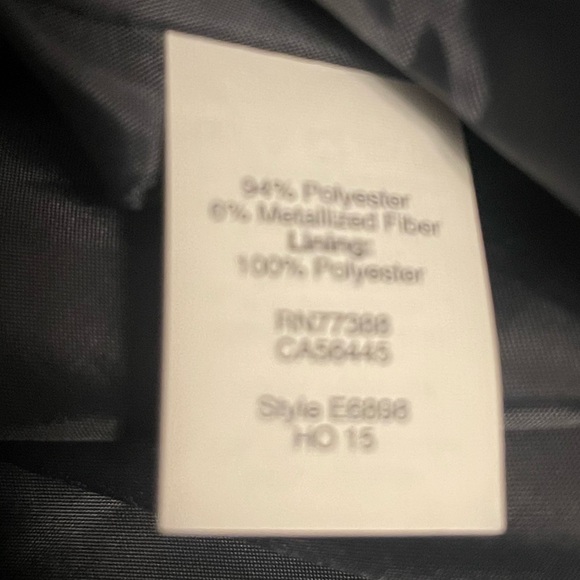 94% Polyester
6% Metallized Fiber
Lining:
100% Polyester
RN77388
CA56445
Style E6898
HO 15